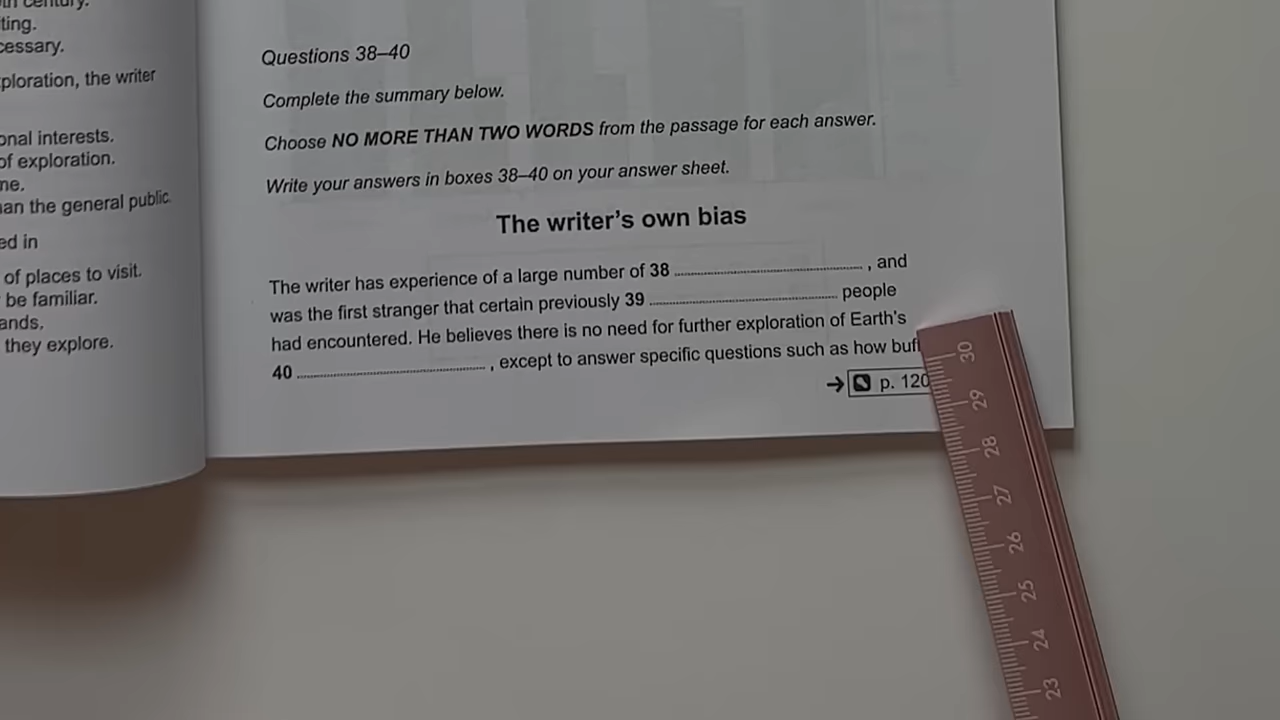 th century.
ting.
cessary.
ploration, the writer
onal interests.
of exploration.
ne.
an the general public.
ed in
of places to visit.
be familiar.
ands.
they explore.
Questions 38–40
Complete the summary below.
Choose NO MORE THAN TWO WORDS from the passage for each answer.
Write your answers in boxes 38–40 on your answer sheet.
The writer's own bias
The writer has experience of a large number of 38 ........................ , and
was the first stranger that certain previously 39 ........................ people
had encountered. He believes there is no need for further exploration of Earth's
40 ........................ , except to answer specific questions such as how buf
→ p. 120
30
29
28
27
26
25
24
23